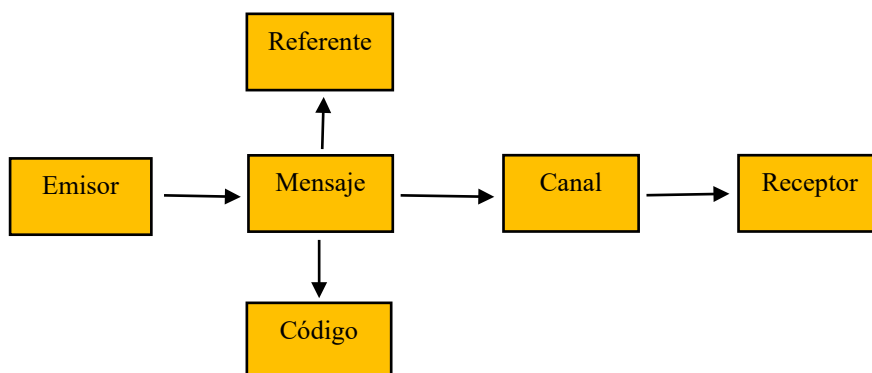 Referente
Emisor
Mensaje
Canal
Receptor
Código